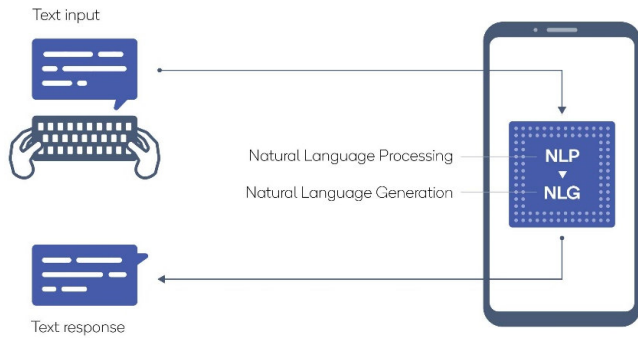 Text input
Natural Language Processing
NLP
Natural Language Generation
NLG
Text response